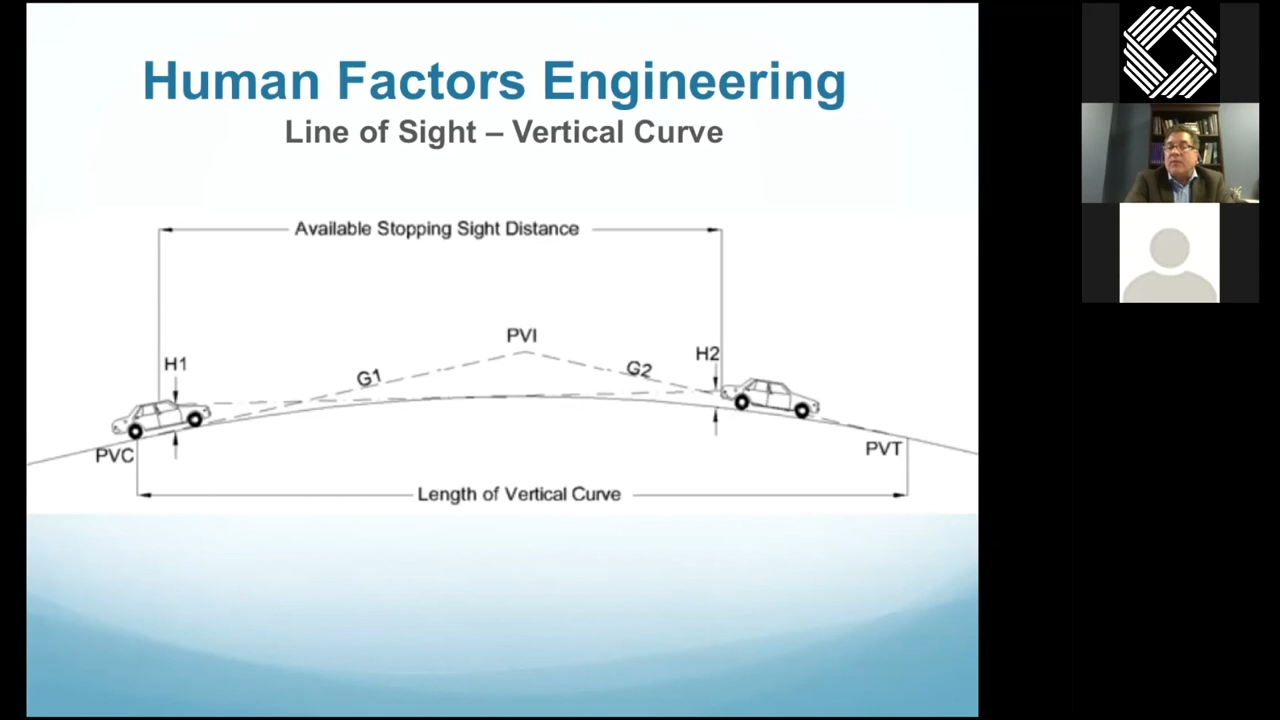 Human Factors Engineering
Line of Sight – Vertical Curve
Available Stopping Sight Distance
PVI
H1
H2
G1
G2
PVC
PVT
Length of Vertical Curve